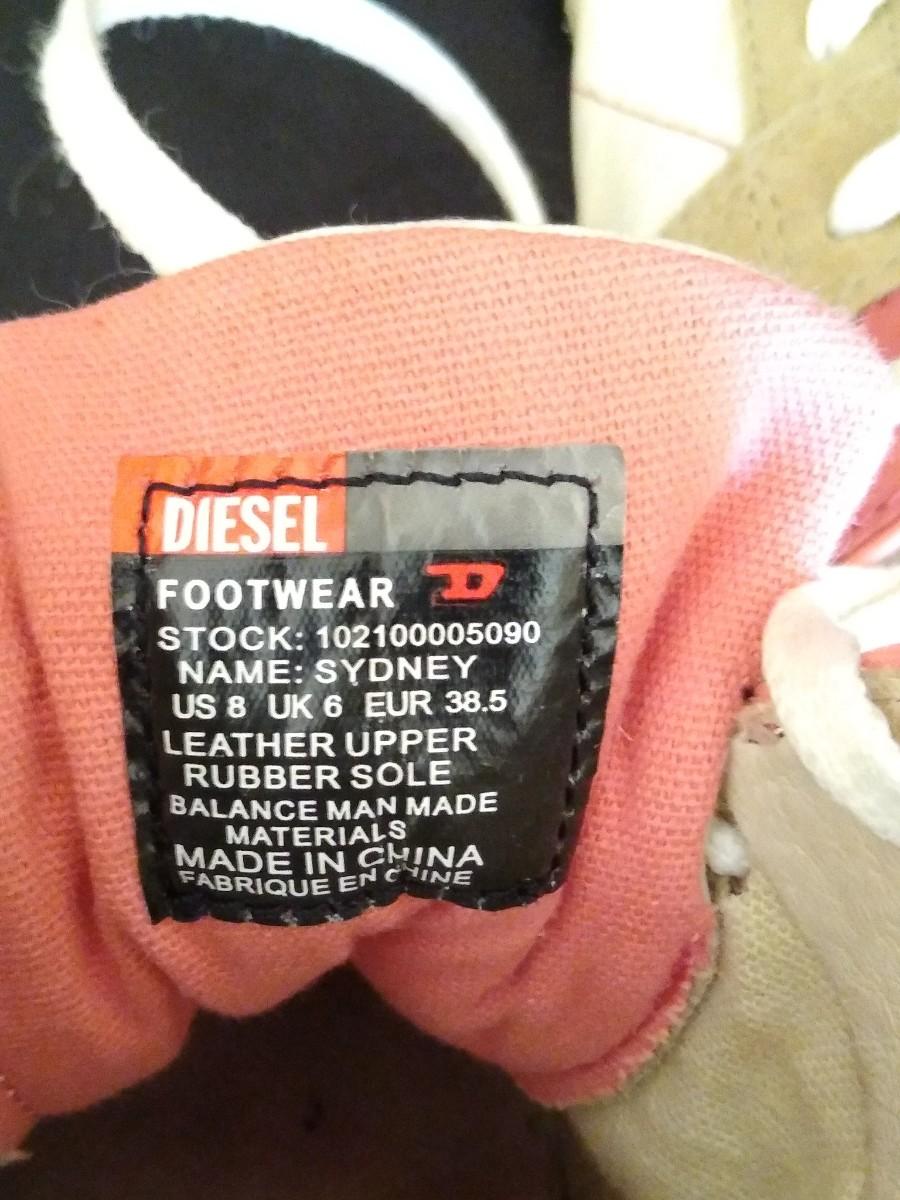 DIESEL
FOOTWEAR D
STOCK: 102100005090
NAME: SYDNEY
US 8 UK 6 EUR 38.5
LEATHER UPPER
RUBBER SOLE
BALANCE MAN MADE
MATERIALS
MADE IN CHINA
FABRIQUE EN CHINE